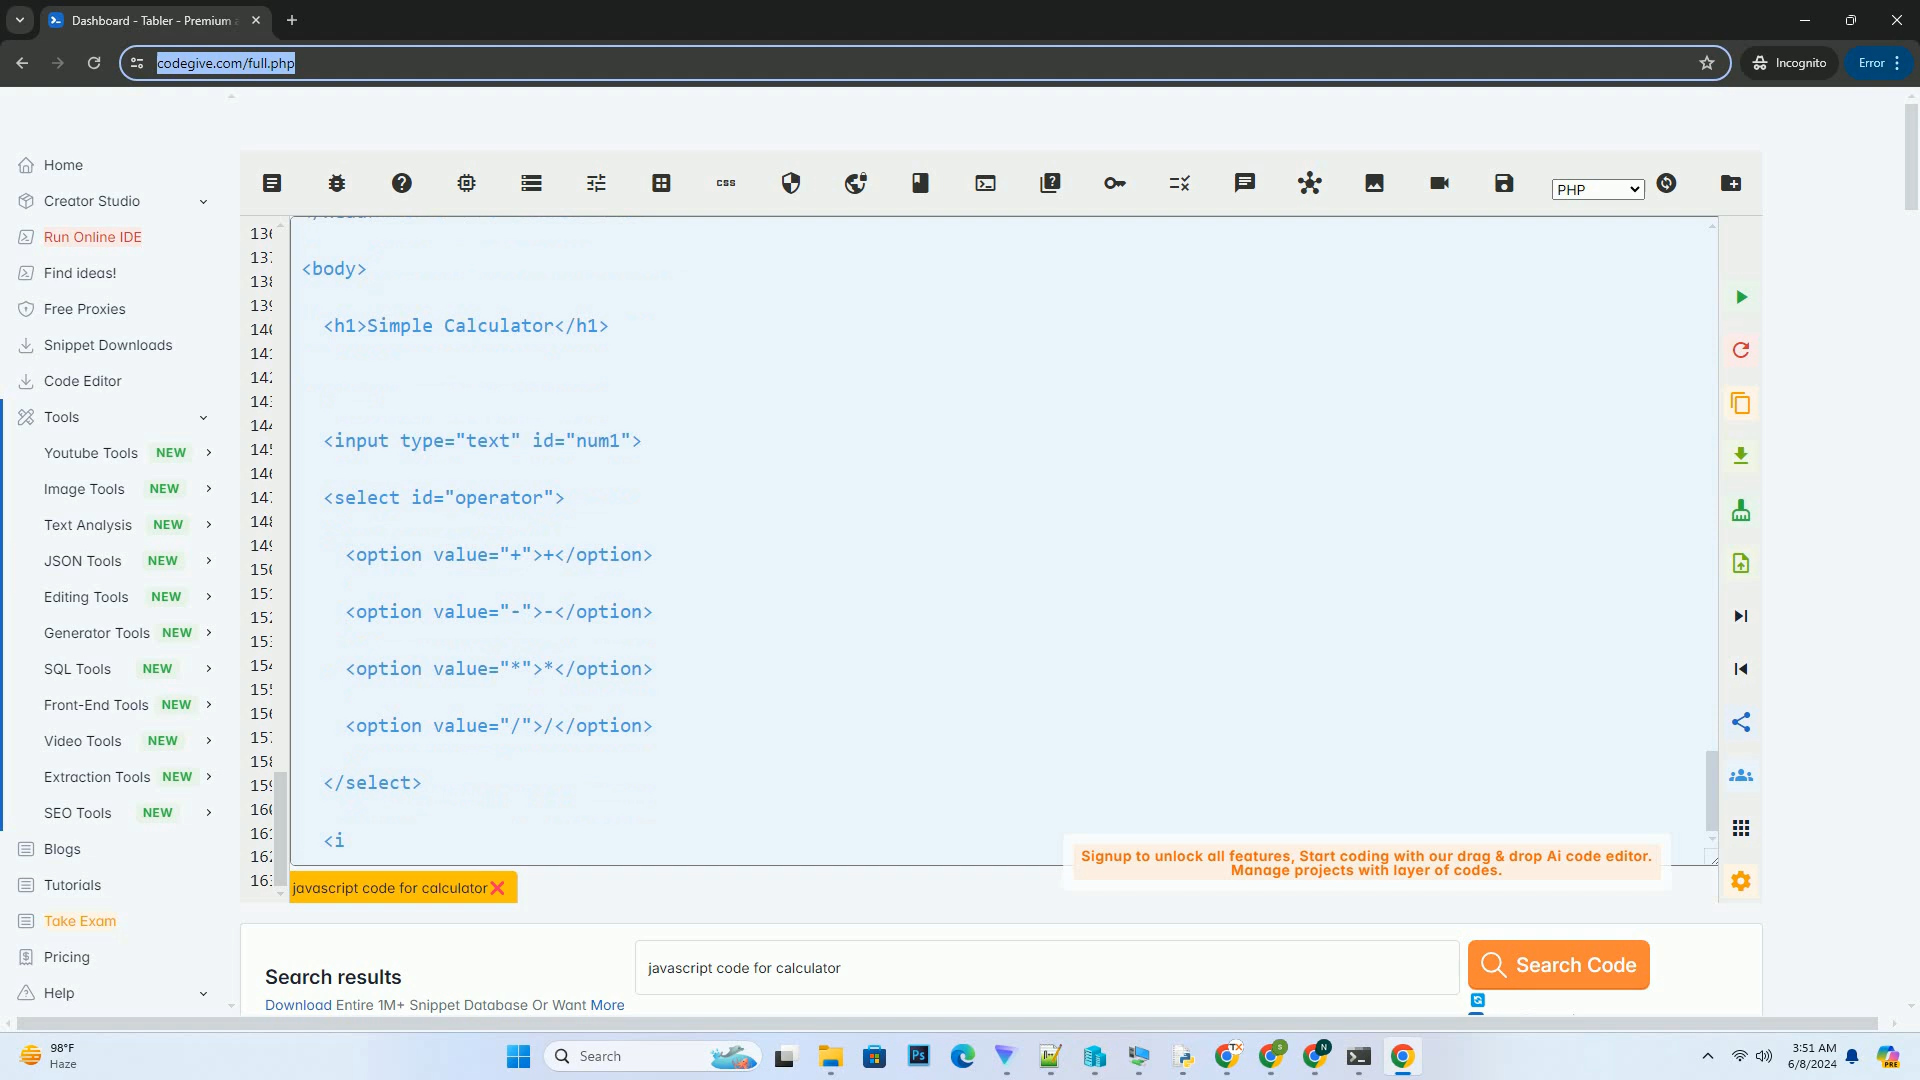 Dashboard - Tabler - Premium
codegive.com/full.php
Incognito
Error
Home
Creator Studio
Run Online IDE
Find ideas!
Free Proxies
Snippet Downloads
Code Editor
Tools
Youtube Tools NEW
Image Tools NEW
Text Analysis NEW
JSON Tools NEW
Editing Tools NEW
Generator Tools NEW
SQL Tools NEW
Front-End Tools NEW
Video Tools NEW
Extraction Tools NEW
SEO Tools NEW
Blogs
Tutorials
Take Exam
Pricing
Help
css
PHP
<body>
<h1>Simple Calculator</h1>
<input type="text" id="num1">
<select id="operator">
<option value="+">+</option>
<option value="-">-</option>
<option value="*">*</option>
<option value="/">/</option>
</select>
<i
Signup to unlock all features, Start coding with our drag & drop Ai code editor.
Manage projects with layer of codes.
javascript code for calculator
Search results
Download Entire 1M+ Snippet Database Or Want More
javascript code for calculator
Search Code
98°F
Haze
Search
3:51 AM
6/8/2024